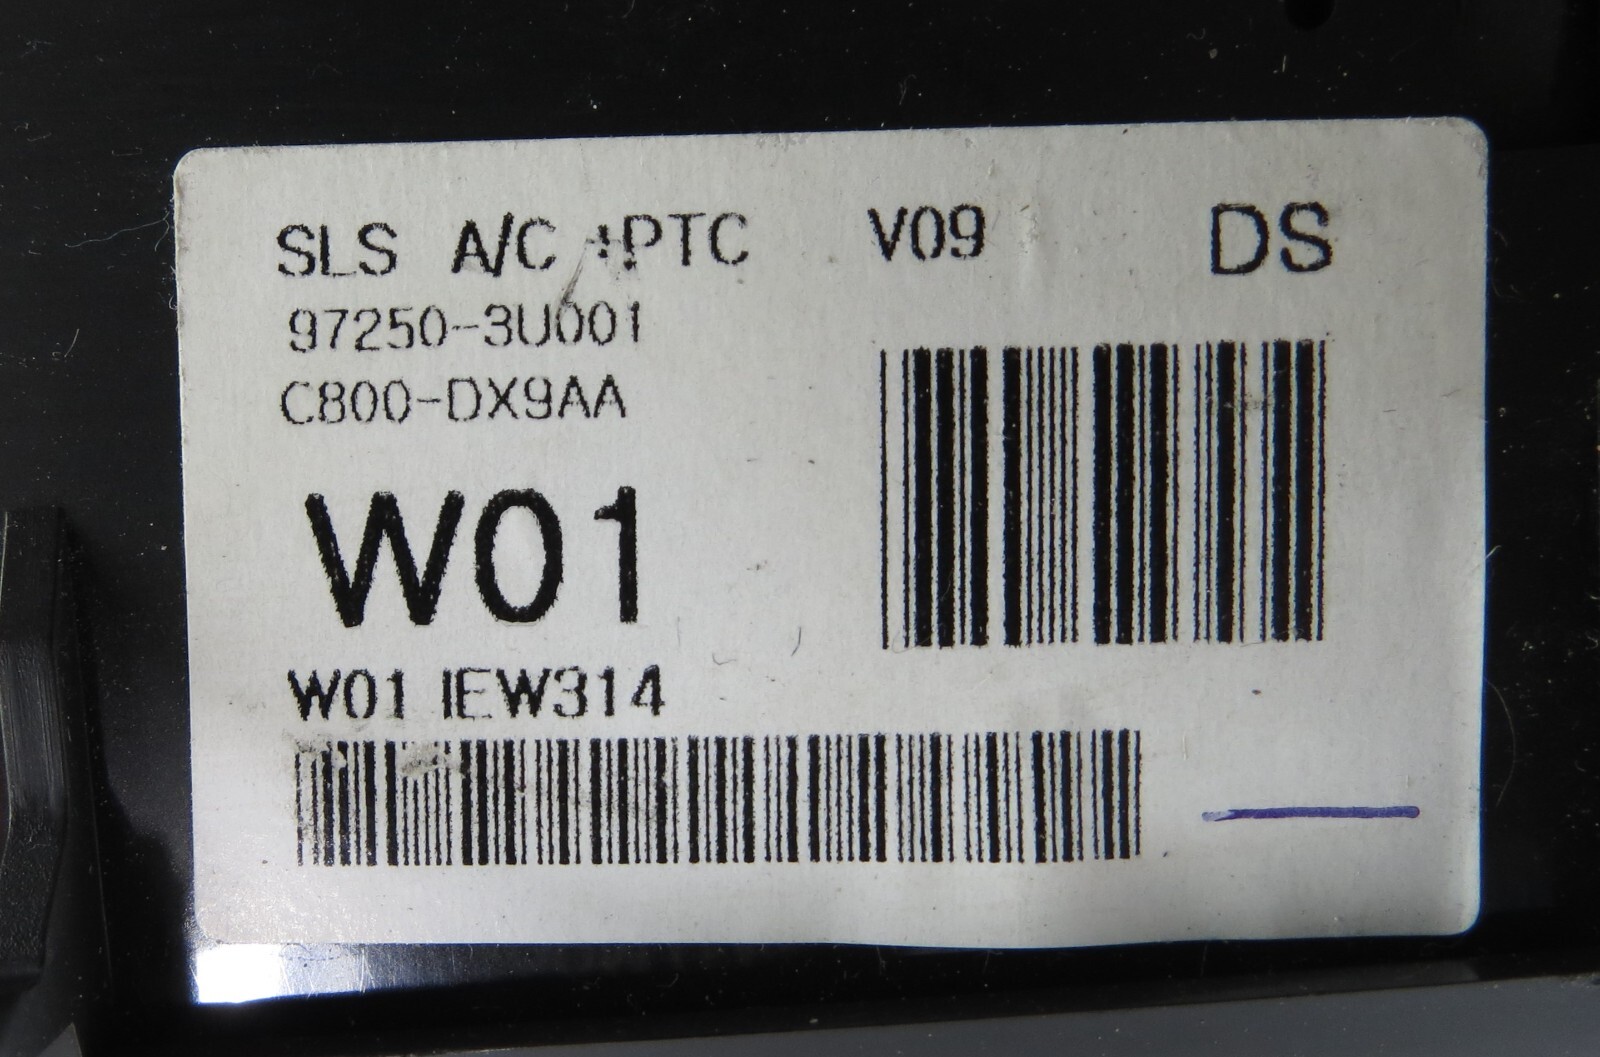 SLS A/C +PTC V09 DS
97250-3U001
C800-DX9AA
W01
W01 IEW314